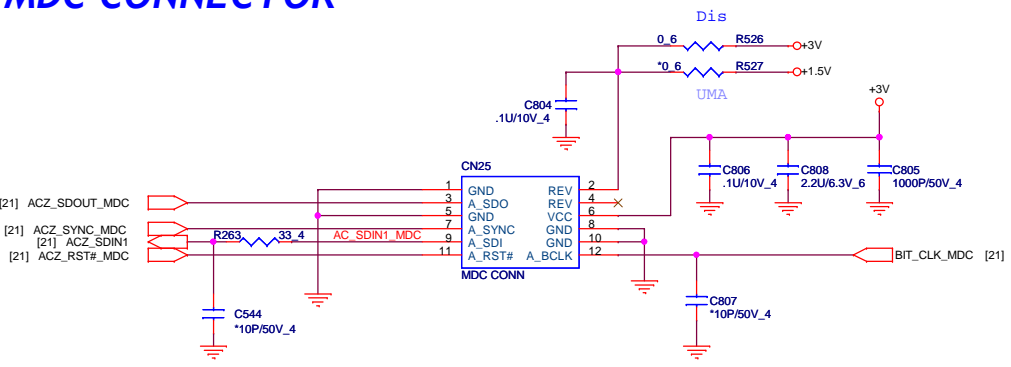 MDC CONNECTOR
Dis
0_6 R526 +3V
*0_6 R527 +1.5V
UMA
C804
.1U/10V_4
+3V
C806
.1U/10V_4
C808
2.2U/6.3V_6
C805
1000P/50V_4
CN25
1 GND REV 2
[21] ACZ_SDOUT_MDC 3 A_SDO REV 4
5 GND VCC 6
[21] ACZ_SYNC_MDC 7 A_SYNC GND 8
[21] ACZ_SDIN1 R263 33_4 AC_SDIN1_MDC 9 A_SDI GND 10
[21] ACZ_RST#_MDC 11 A_RST# A_BCLK 12 BIT_CLK_MDC [21]
MDC CONN
C544
*10P/50V_4
C807
*10P/50V_4